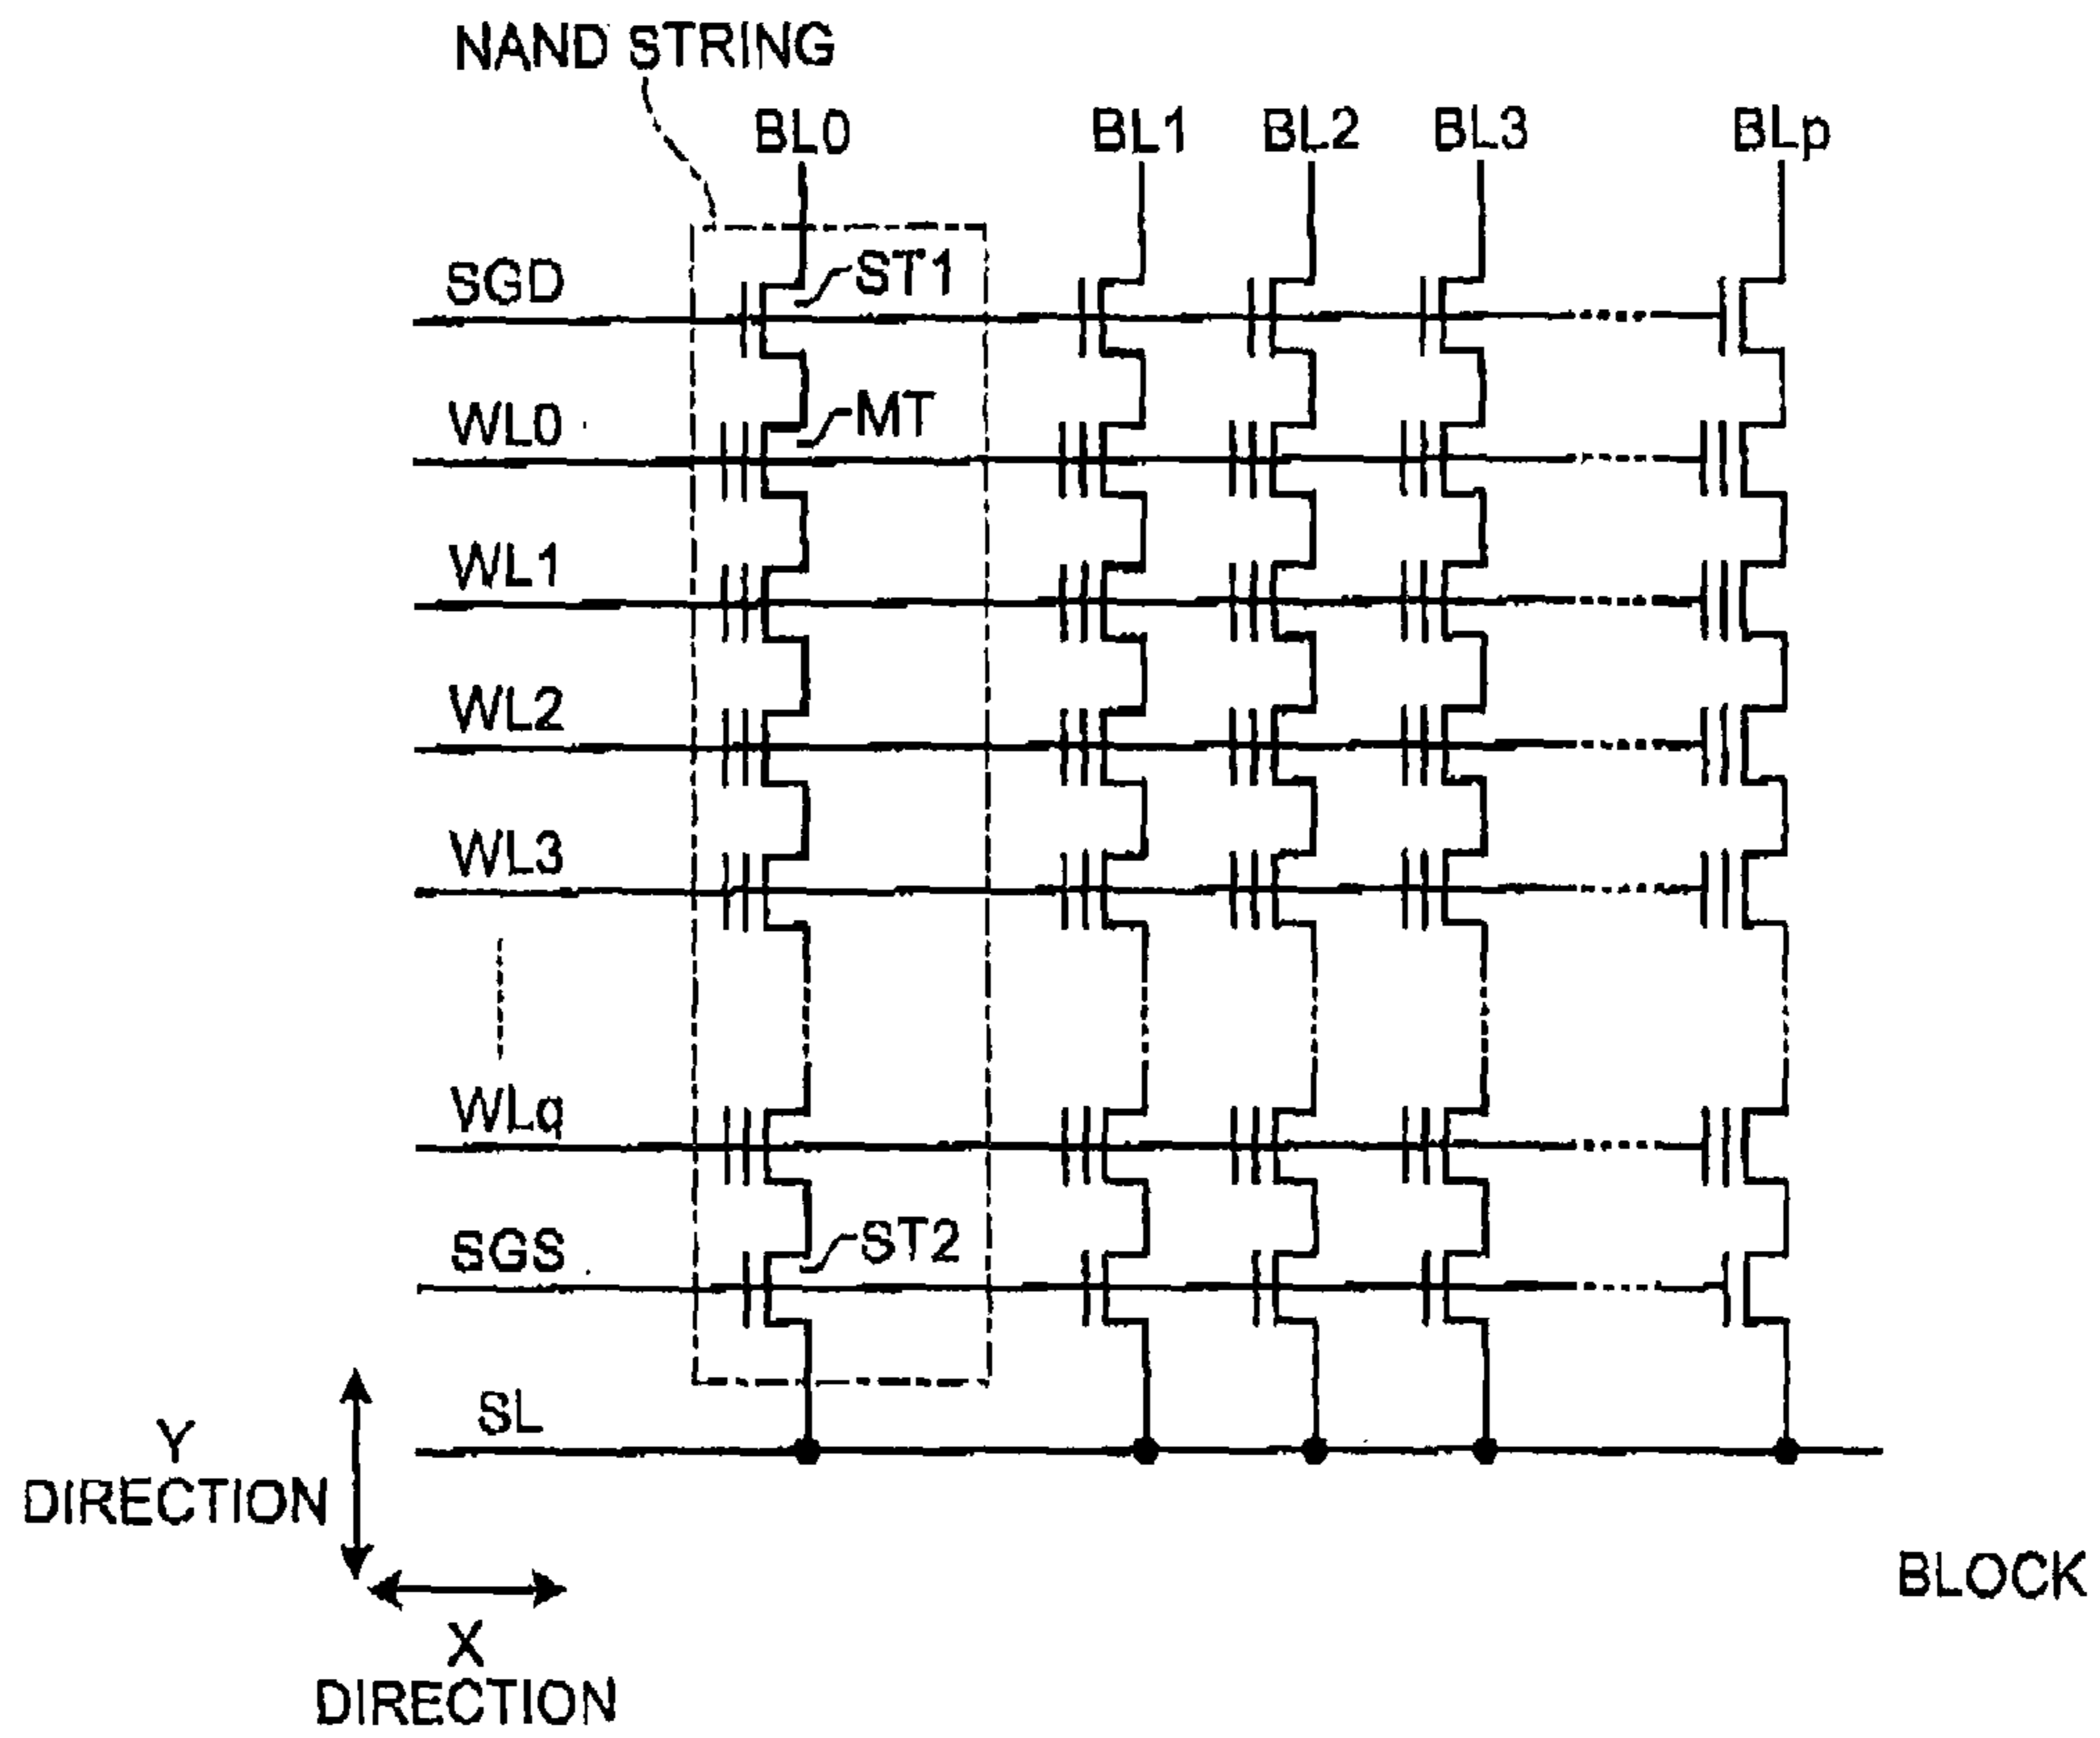 NAND STRING
BL0 BL1 BL2 BL3 BLp
SGD ST1
WL0 MT
WL1
WL2
WL3
WLq
SGS ST2
SL
Y
DIRECTION
BLOCK
X
DIRECTION